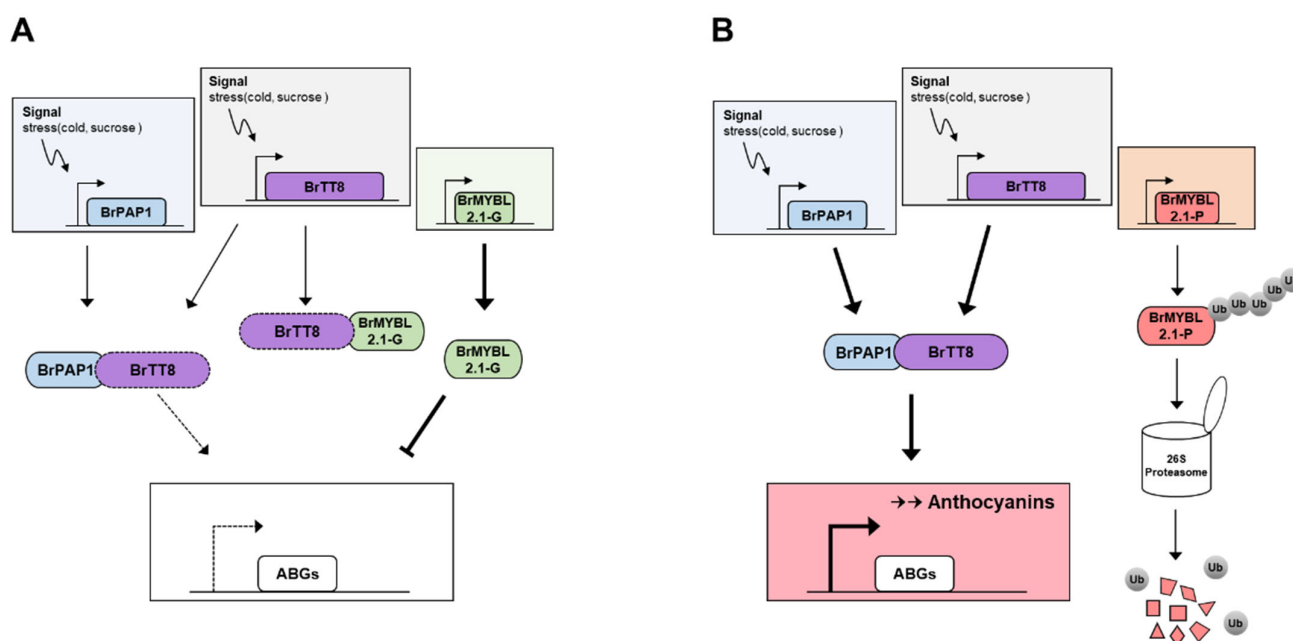 A
Signal
stress(cold, sucrose )
BrPAP1
Signal
stress(cold, sucrose )
BrTT8
BrMYBL
2.1-G
BrTT8
BrMYBL
2.1-G
BrPAP1
BrTT8
BrMYBL
2.1-G
ABGs
B
Signal
stress(cold, sucrose )
BrPAP1
Signal
stress(cold, sucrose )
BrTT8
BrMYBL
2.1-P
BrPAP1
BrTT8
BrMYBL
2.1-P
Ub
Ub
Ub
Ub
Ub
26S
Proteasome
Anthocyanins
ABGs
Ub
Ub
Ub